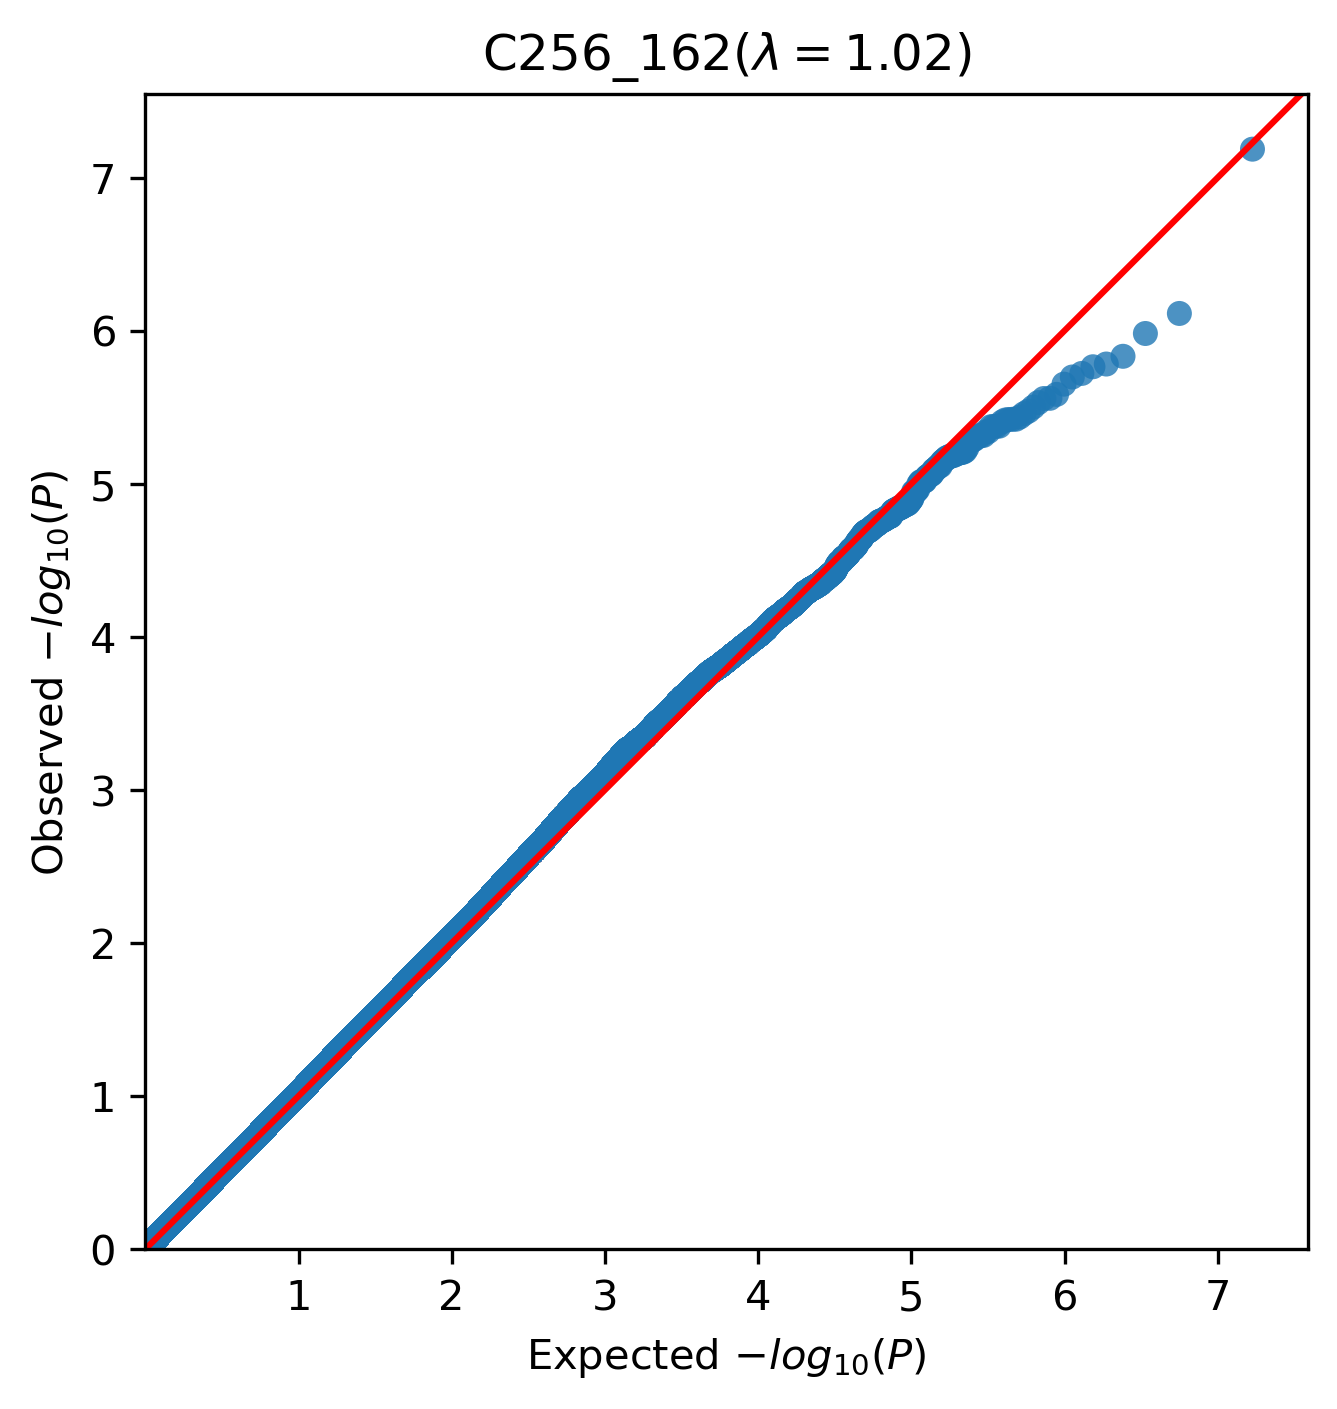 C256_162(λ = 1.02)
Observed −log₁₀(P)
7
6
5
4
3
2
1
0
1 2 3 4 5 6 7
Expected −log₁₀(P)